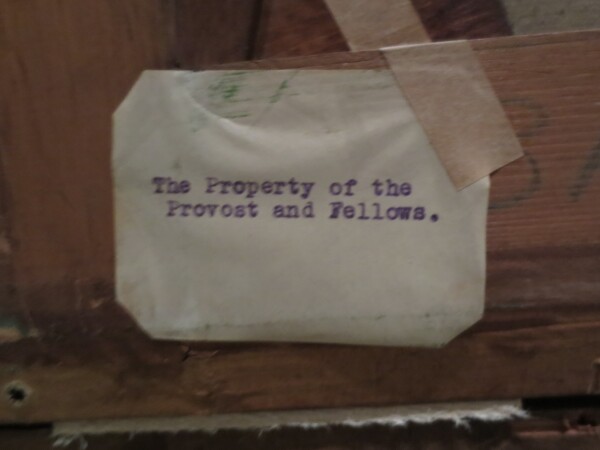 The Property of the
Provost and Fellows.